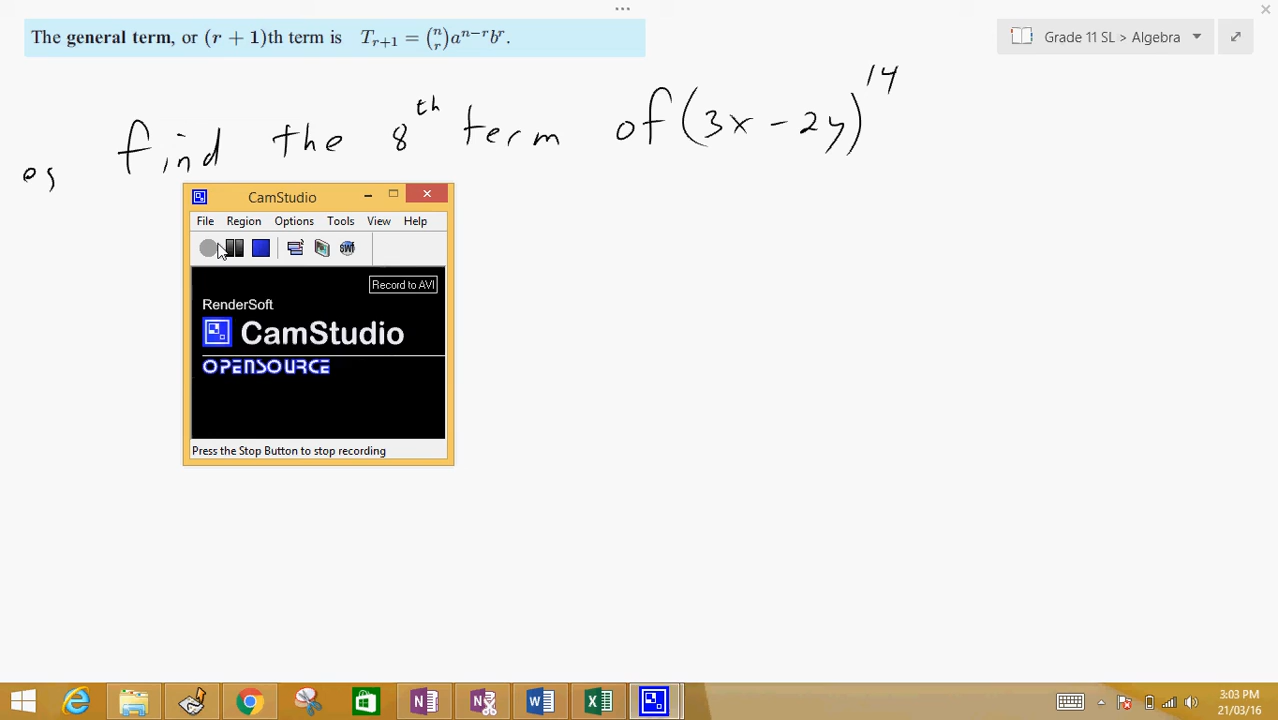 The general term, or (r + 1)th term is T_{r+1} = \binom{n}{r} a^{n-r} b^r.
Grade 11 SL > Algebra
eg find the 8th term of (3x - 2y)^14
CamStudio
File Region Options Tools View Help
SWF
Record to AVI
RenderSoft
CamStudio
OPENSOURCE
Press the Stop Button to stop recording
3:03 PM
21/03/16